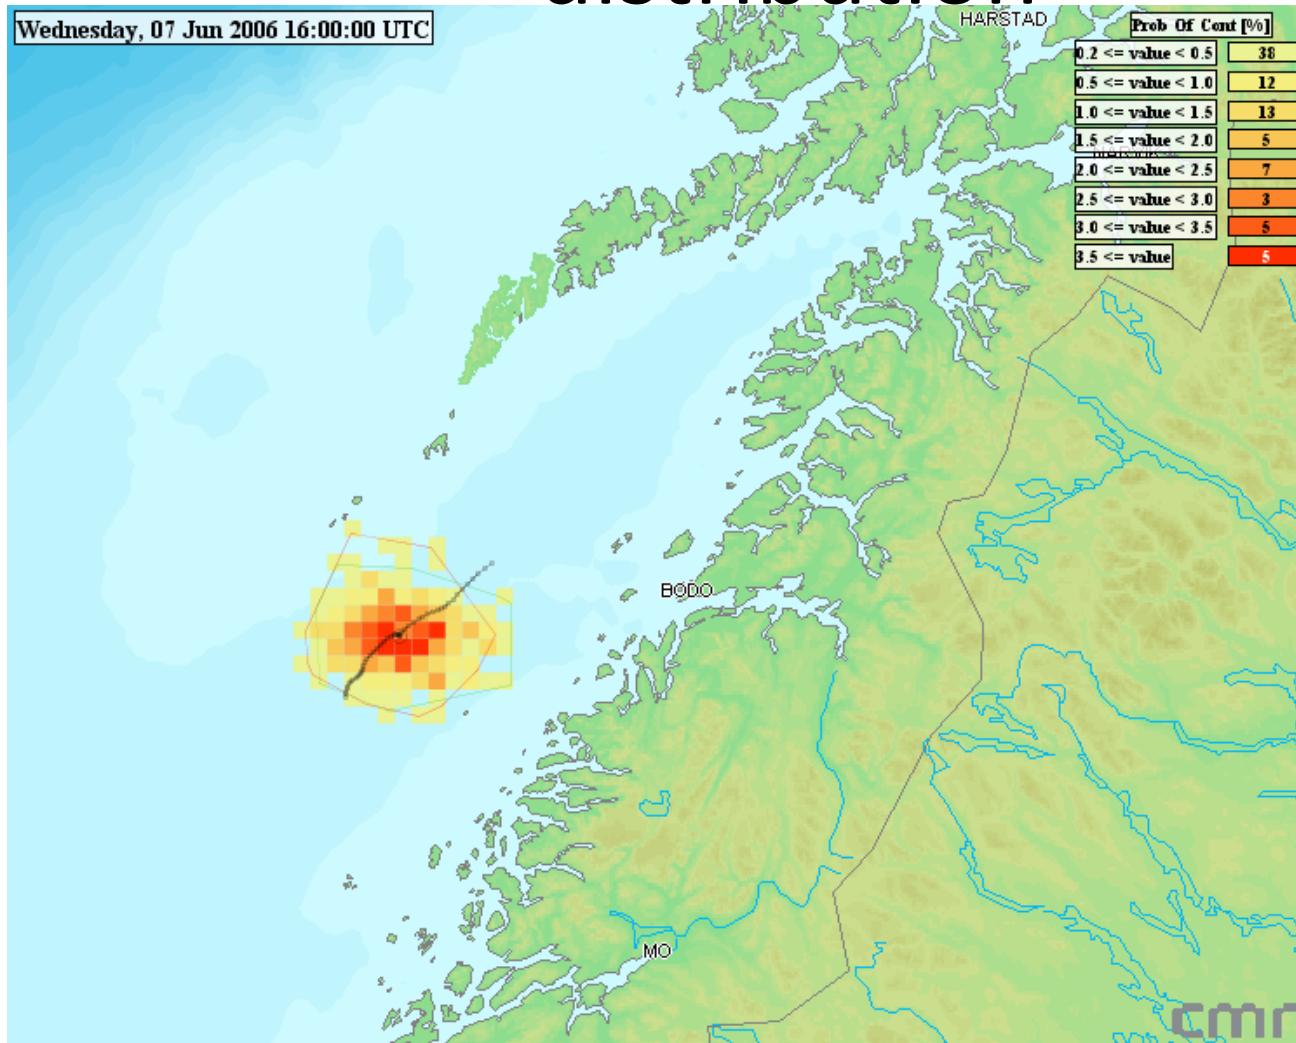 distribution
Wednesday, 07 Jun 2006 16:00:00 UTC
HARSTAD
Prob Of Cont [%]
0.2 <= value < 0.5 38
0.5 <= value < 1.0 12
1.0 <= value < 1.5 13
1.5 <= value < 2.0 5
2.0 <= value < 2.5 7
2.5 <= value < 3.0 3
3.0 <= value < 3.5 5
3.5 <= value 5
BODO
MO
cmr